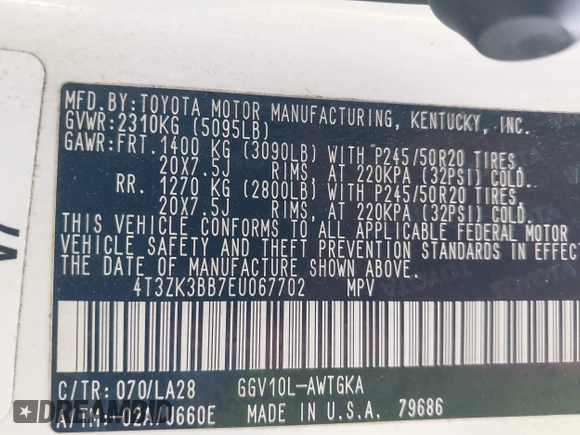 MFD.BY:TOYOTA MOTOR MANUFACTURING, KENTUCKY, INC.
GVWR:2310KG (5095LB)
GAWR:FRT. 1400 KG (3090LB) WITH P245/50R20 TIRES,
20X7.5J RIMS, AT 220KPA (32PSI) COLD.
RR. 1270 KG (2800LB) WITH P245/50R20 TIRES,
20X7.5J RIMS, AT 220KPA (32PSI) COLD.
THIS VEHICLE CONFORMS TO ALL APPLICABLE FEDERAL MOTOR
VEHICLE SAFETY AND THEFT PREVENTION STANDARDS IN EFFECT
THE DATE OF MANUFACTURE SHOWN ABOVE.
4T3ZK3BB7EU067702 MPV
C/TR: 070/LA28 GGV10L-AWTGKA
A/TM: 02A/U660E MADE IN U.S.A. 79686
DREAMBID